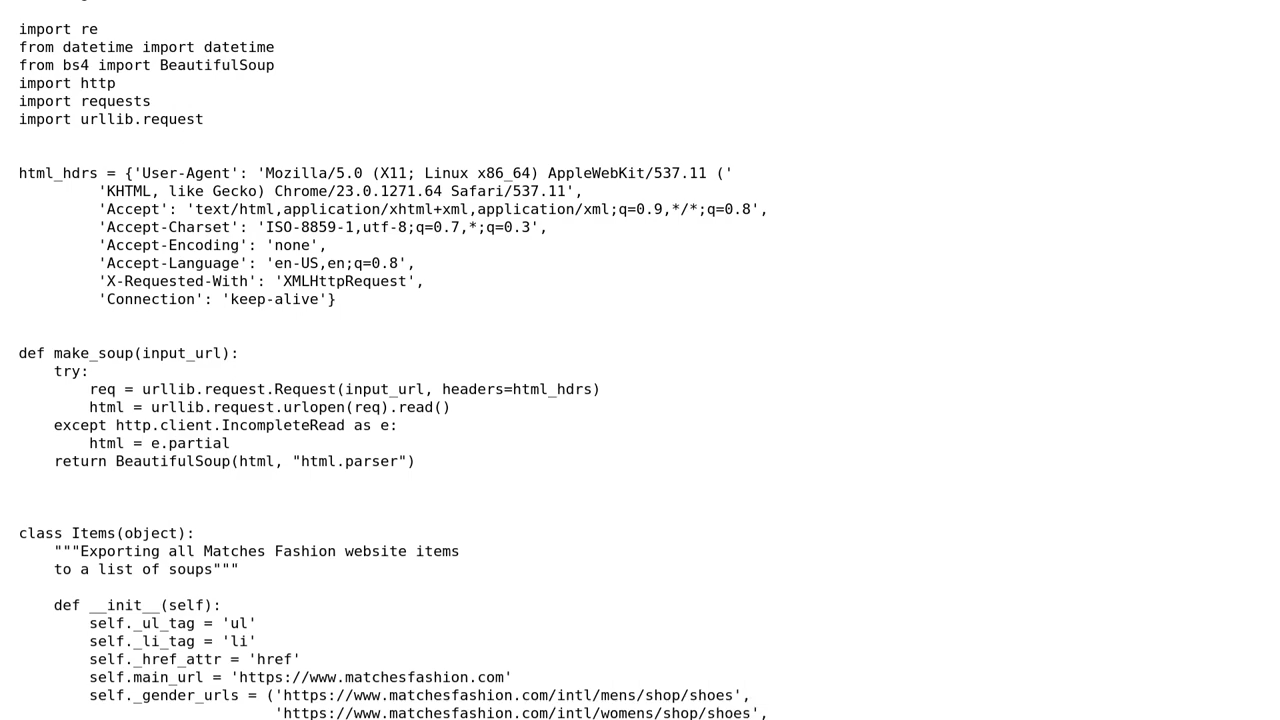 import re
from datetime import datetime
from bs4 import BeautifulSoup
import http
import requests
import urllib.request
html_hdrs = {'User-Agent': 'Mozilla/5.0 (X11; Linux x86_64) AppleWebKit/537.11 ('
         'KHTML, like Gecko) Chrome/23.0.1271.64 Safari/537.11',
         'Accept': 'text/html,application/xhtml+xml,application/xml;q=0.9,*/*;q=0.8',
         'Accept-Charset': 'ISO-8859-1,utf-8;q=0.7,*;q=0.3',
         'Accept-Encoding': 'none',
         'Accept-Language': 'en-US,en;q=0.8',
         'X-Requested-With': 'XMLHttpRequest',
         'Connection': 'keep-alive'}
def make_soup(input_url):
    try:
        req = urllib.request.Request(input_url, headers=html_hdrs)
        html = urllib.request.urlopen(req).read()
    except http.client.IncompleteRead as e:
        html = e.partial
    return BeautifulSoup(html, "html.parser")
class Items(object):
    """Exporting all Matches Fashion website items
    to a list of soups"""
    def __init__(self):
        self._ul_tag = 'ul'
        self._li_tag = 'li'
        self._href_attr = 'href'
        self.main_url = 'https://www.matchesfashion.com'
        self._gender_urls = ('https://www.matchesfashion.com/intl/mens/shop/shoes',
                             'https://www.matchesfashion.com/intl/womens/shop/shoes',